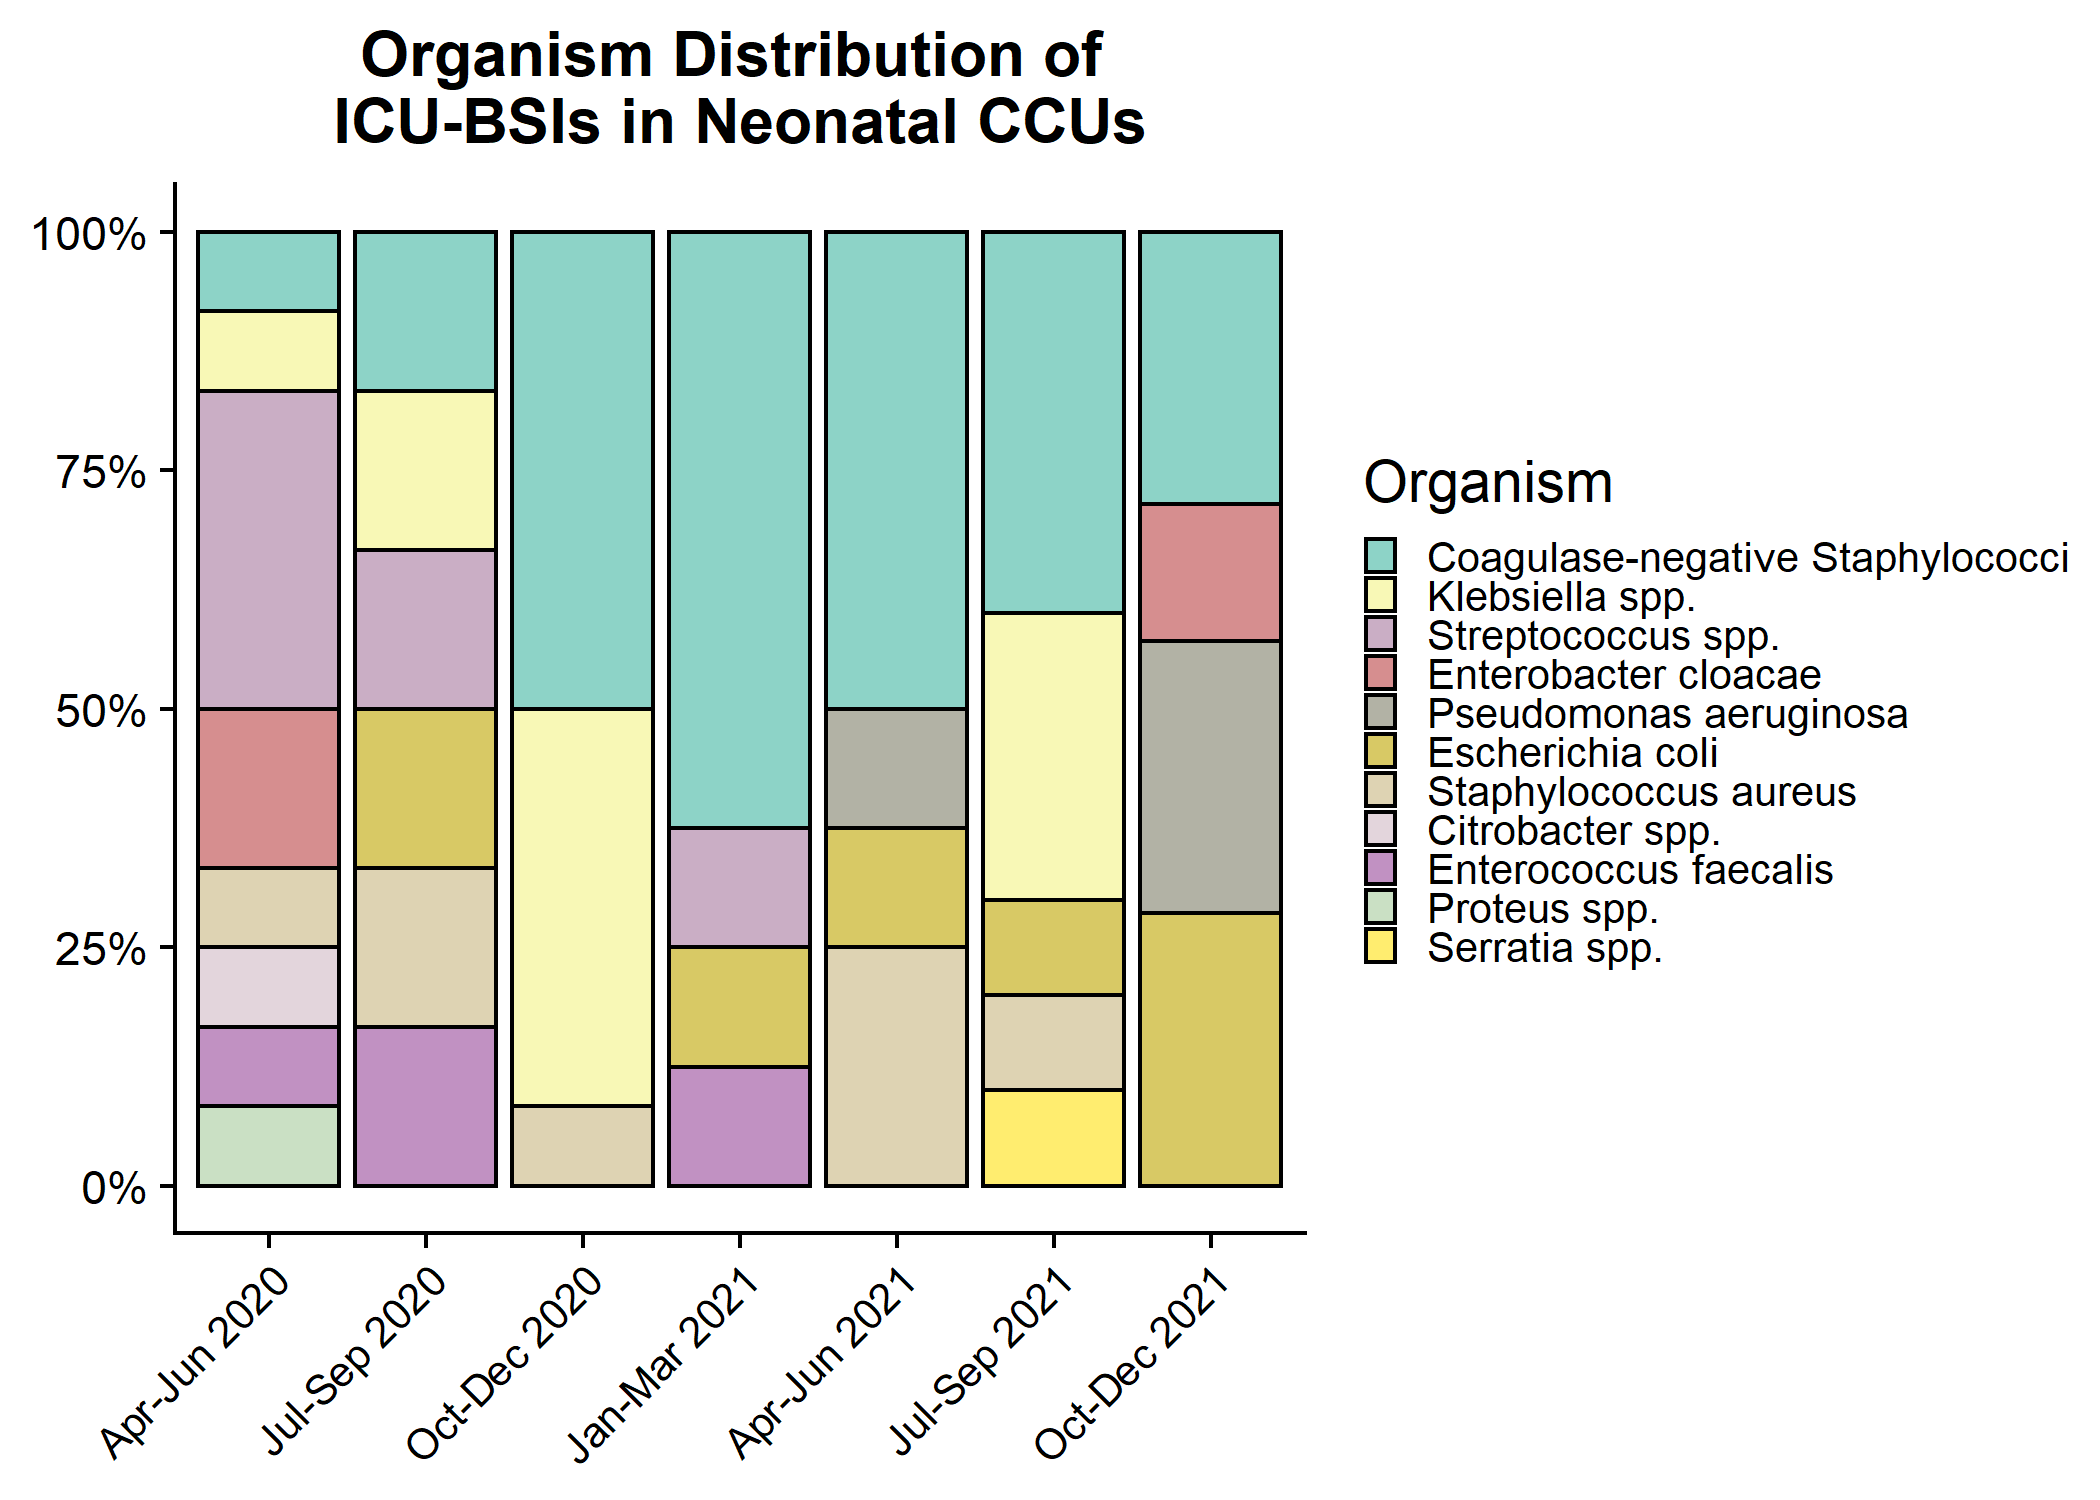 Organism Distribution of
ICU-BSIs in Neonatal CCUs
100%
75%
50%
25%
0%
Apr-Jun 2020
Jul-Sep 2020
Oct-Dec 2020
Jan-Mar 2021
Apr-Jun 2021
Jul-Sep 2021
Oct-Dec 2021
Organism
Coagulase-negative Staphylococci
Klebsiella spp.
Streptococcus spp.
Enterobacter cloacae
Pseudomonas aeruginosa
Escherichia coli
Staphylococcus aureus
Citrobacter spp.
Enterococcus faecalis
Proteus spp.
Serratia spp.